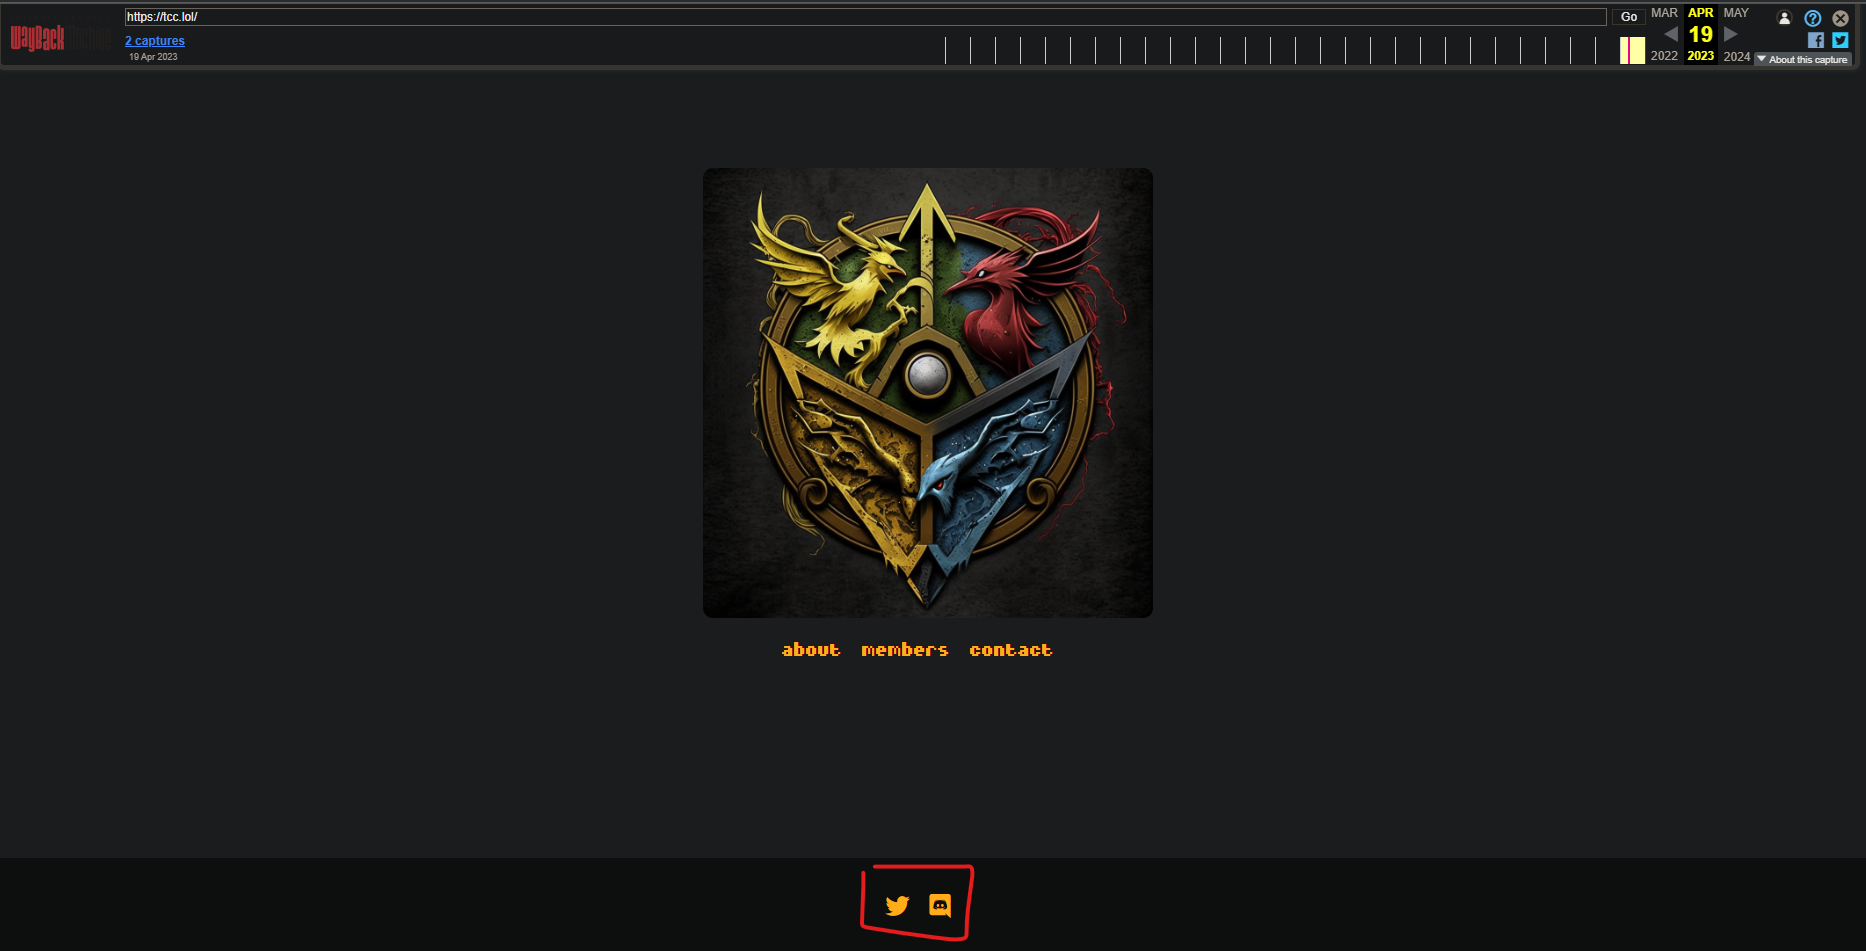 https://tcc.lol/
Go
MAR
APR
MAY
WayBack
2 captures
19
19 Apr 2023
2022
2023
2024
About this capture
about members contact